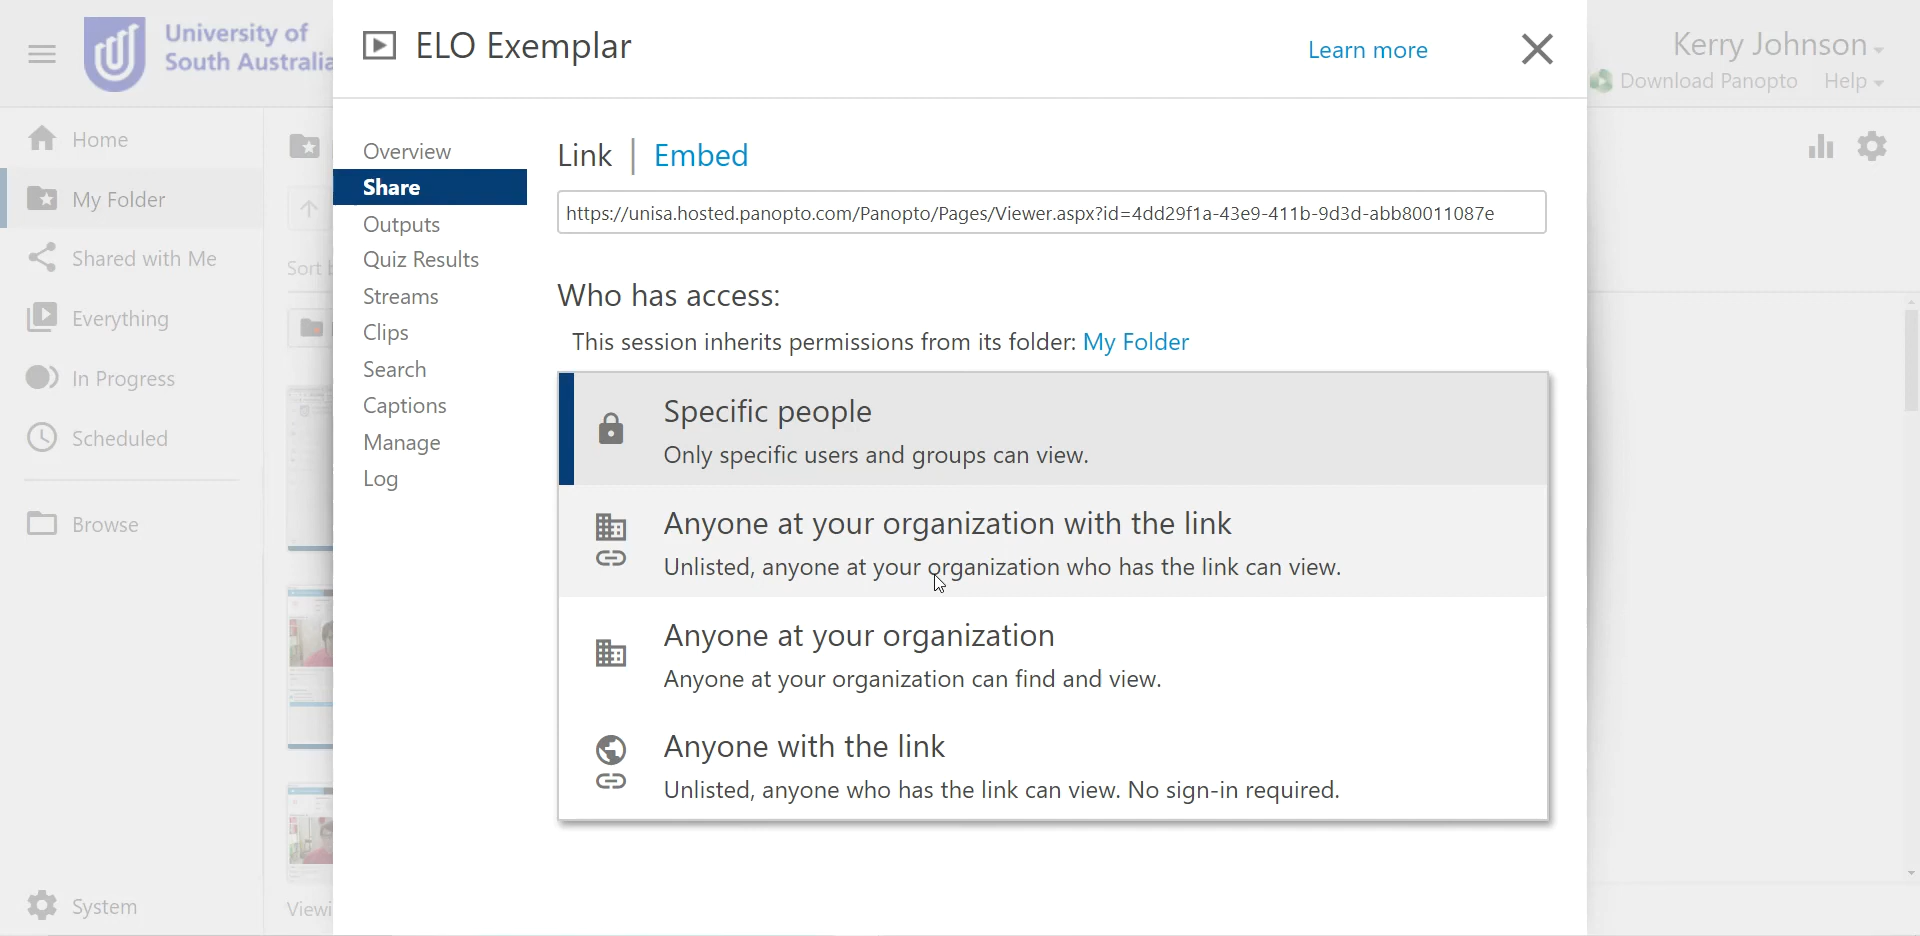 University of
South Australia
Kerry Johnson
Download Panopto
Help
Home
My Folder
Shared with Me
Everything
In Progress
Scheduled
Browse
System
Sort
Viewi
ELO Exemplar
Learn more
Overview
Share
Outputs
Quiz Results
Streams
Clips
Search
Captions
Manage
Log
Link | Embed
https://unisa.hosted.panopto.com/Panopto/Pages/Viewer.aspx?id=4dd29f1a-43e9-411b-9d3d-abb80011087e
Who has access:
This session inherits permissions from its folder: My Folder
Specific people
Only specific users and groups can view.
Anyone at your organization with the link
Unlisted, anyone at your organization who has the link can view.
Anyone at your organization
Anyone at your organization can find and view.
Anyone with the link
Unlisted, anyone who has the link can view. No sign-in required.